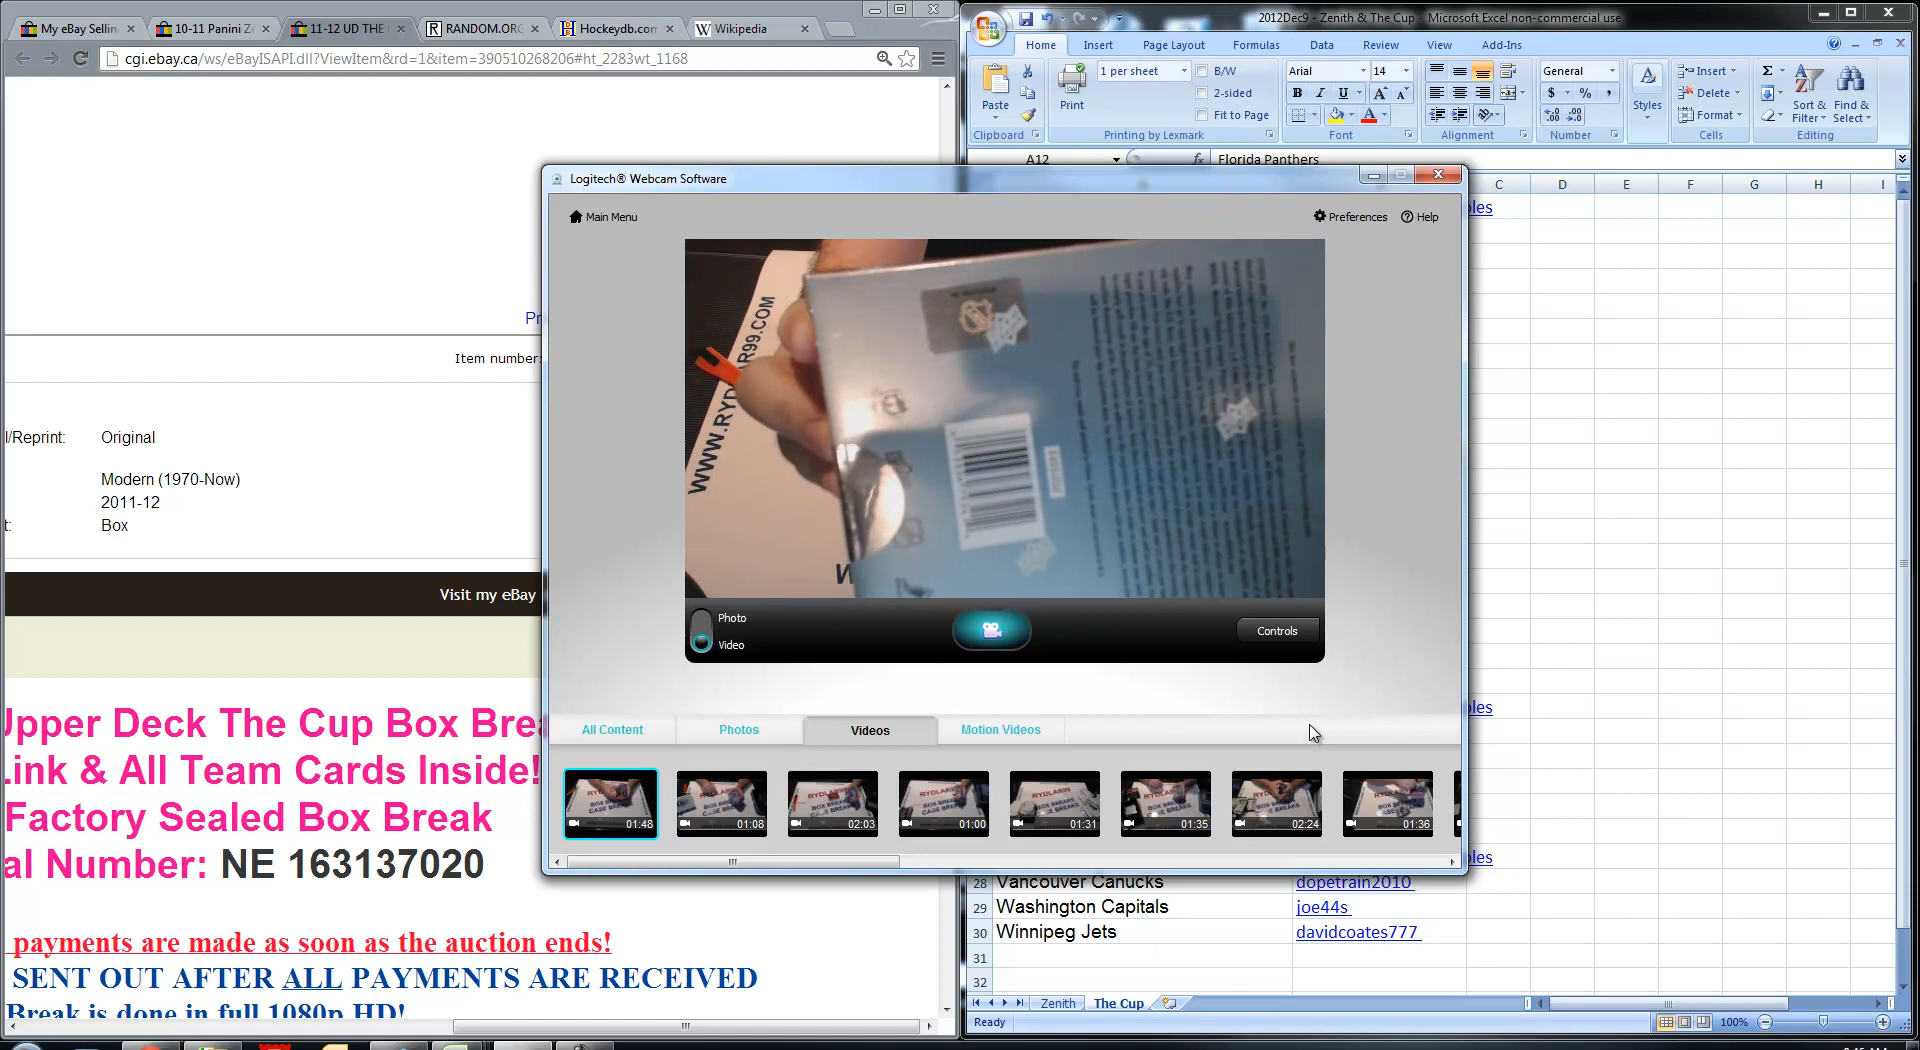 My eBay Sellin
10-11 Panini Ze
11-12 UD THE
RANDOM.ORG
Hockeydb.com
Wikipedia
cgi.ebay.ca/ws/eBayISAPI.dll?ViewItem&rd=1&item=390510268206#ht_2283wt_1168
Pr
Item number:
l/Reprint: Original
Modern (1970-Now)
2011-12
t: Box
Visit my eBay
Upper Deck The Cup Box Brea
Link & All Team Cards Inside!
Factory Sealed Box Break
al Number: NE 163137020
payments are made as soon as the auction ends!
SENT OUT AFTER ALL PAYMENTS ARE RECEIVED
Break is done in full 1080p HD!
Logitech® Webcam Software
Main Menu
Preferences
Help
WWW.RYDLAR99.COM
W
Photo
Video
Controls
All Content
Photos
Videos
Motion Videos
01:48
01:08
02:03
01:00
01:31
01:35
02:24
01:36
2012Dec9 - Zenith & The Cup - Microsoft Excel non-commercial use
Home Insert Page Layout Formulas Data Review View Add-Ins
Paste
Clipboard
Print
1 per sheet
B/W
2-sided
Fit to Page
Printing by Lexmark
Arial 14
B I U A A
Font
Alignment
General
$ % ,
Number
Styles
Insert
Delete
Format
Cells
Sort & Filter
Find & Select
Editing
A12 fx Florida Panthers
C D E F G H I
les
les
les
28 Vancouver Canucks dopetrain2010
29 Washington Capitals joe44s
30 Winnipeg Jets davidcoates777
31
32
Zenith The Cup
Ready
100%